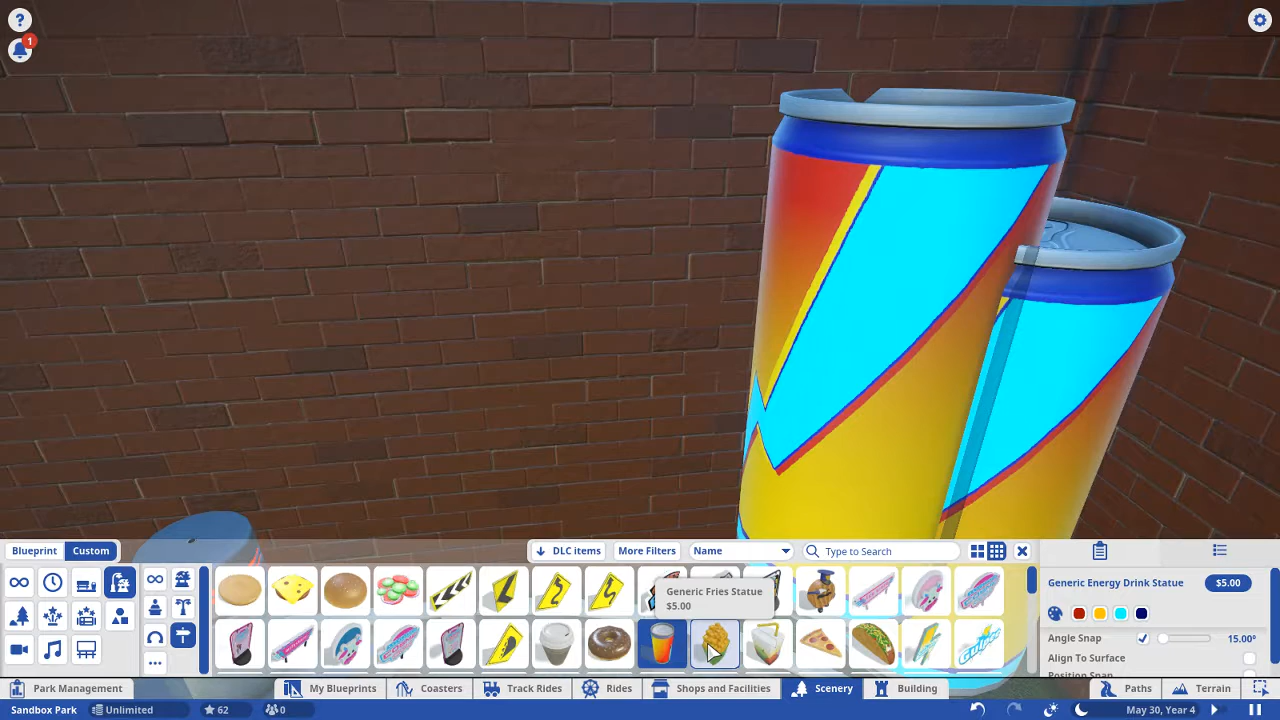 ?
1
Blueprint
Custom
DLC items
More Filters
Name
Type to Search
Generic Fries Statue
$5.00
Generic Energy Drink Statue
$5.00
Angle Snap
15.00°
Align To Surface
Park Management
My Blueprints
Coasters
Track Rides
Rides
Shops and Facilities
Scenery
Building
Paths
Terrain
Sandbox Park
Unlimited
62
0
May 30, Year 4